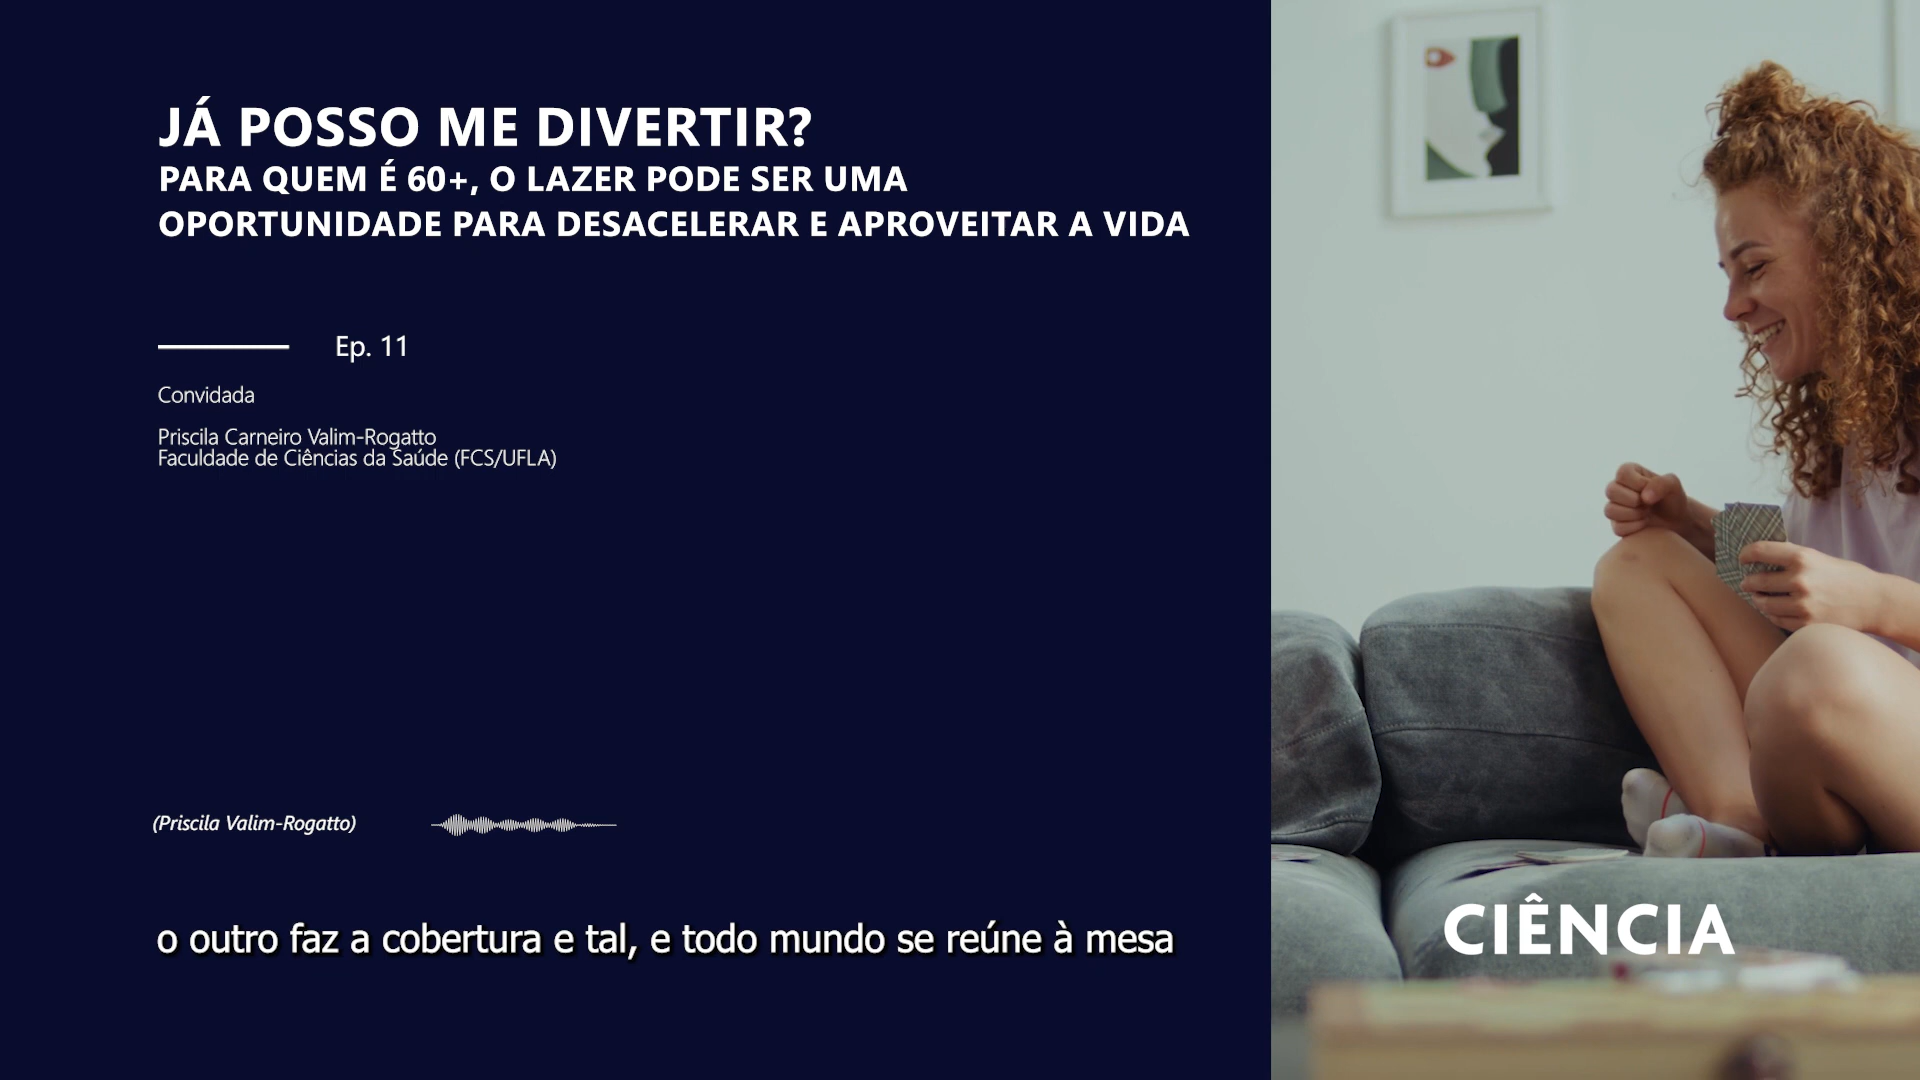 JÁ POSSO ME DIVERTIR?
PARA QUEM É 60+, O LAZER PODE SER UMA
OPORTUNIDADE PARA DESACELERAR E APROVEITAR A VIDA
Ep. 11
Convidada
Priscila Carneiro Valim-Rogatto
Faculdade de Ciências da Saúde (FCS/UFLA)
(Priscila Valim-Rogatto)
o outro faz a cobertura e tal, e todo mundo se reúne à mesa
CIÊNCIA